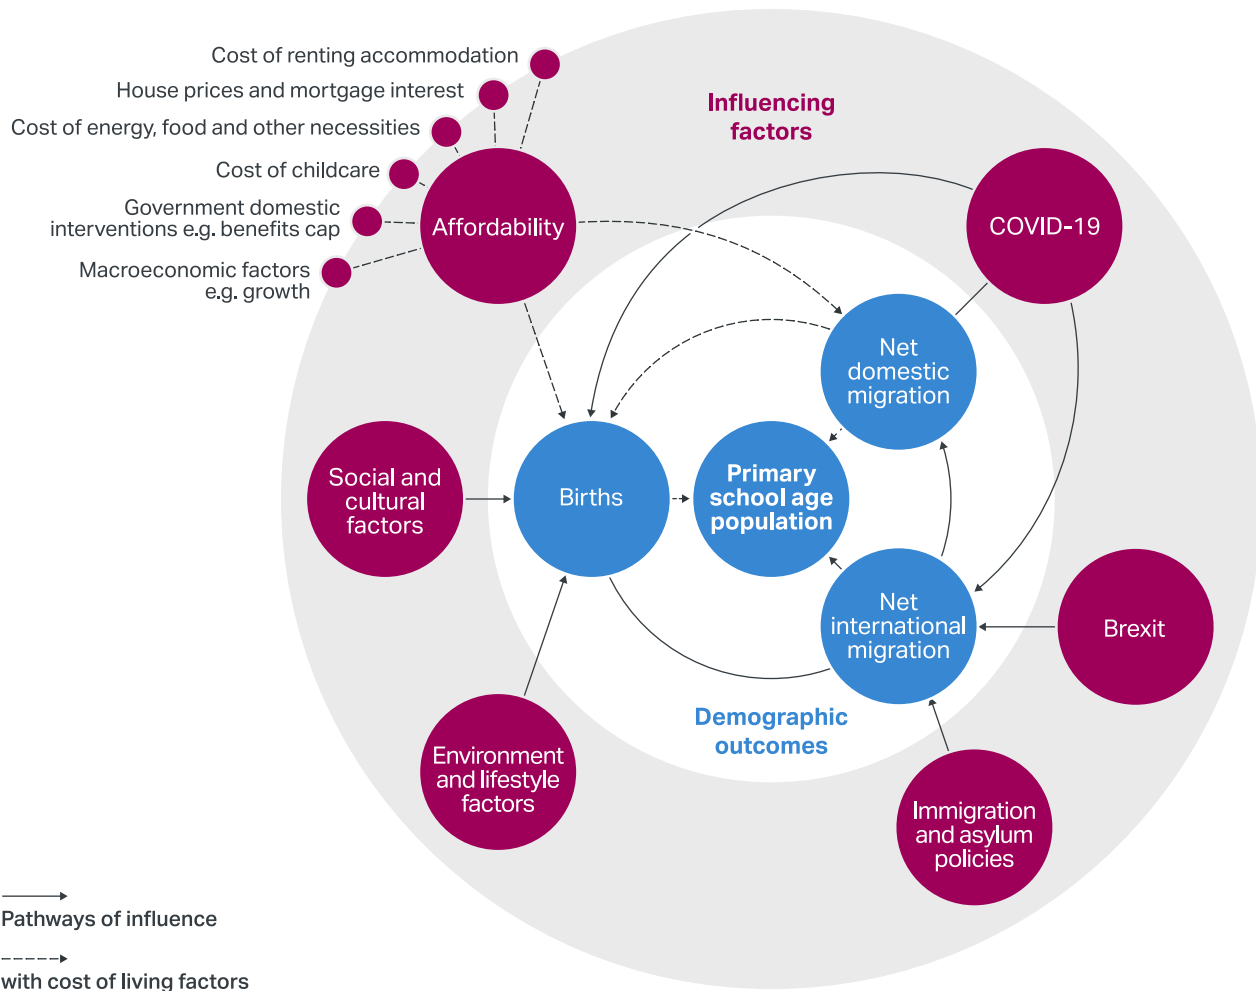 Cost of renting accommodation
House prices and mortgage interest
Cost of energy, food and other necessities
Cost of childcare
Government domestic
interventions e.g. benefits cap
Macroeconomic factors
e.g. growth
Affordability
Influencing
factors
COVID-19
Net
domestic
migration
Social and
cultural
factors
Births
Primary
school age
population
Net
international
migration
Brexit
Demographic
outcomes
Environment
and lifestyle
factors
Immigration
and asylum
policies
Pathways of influence
with cost of living factors